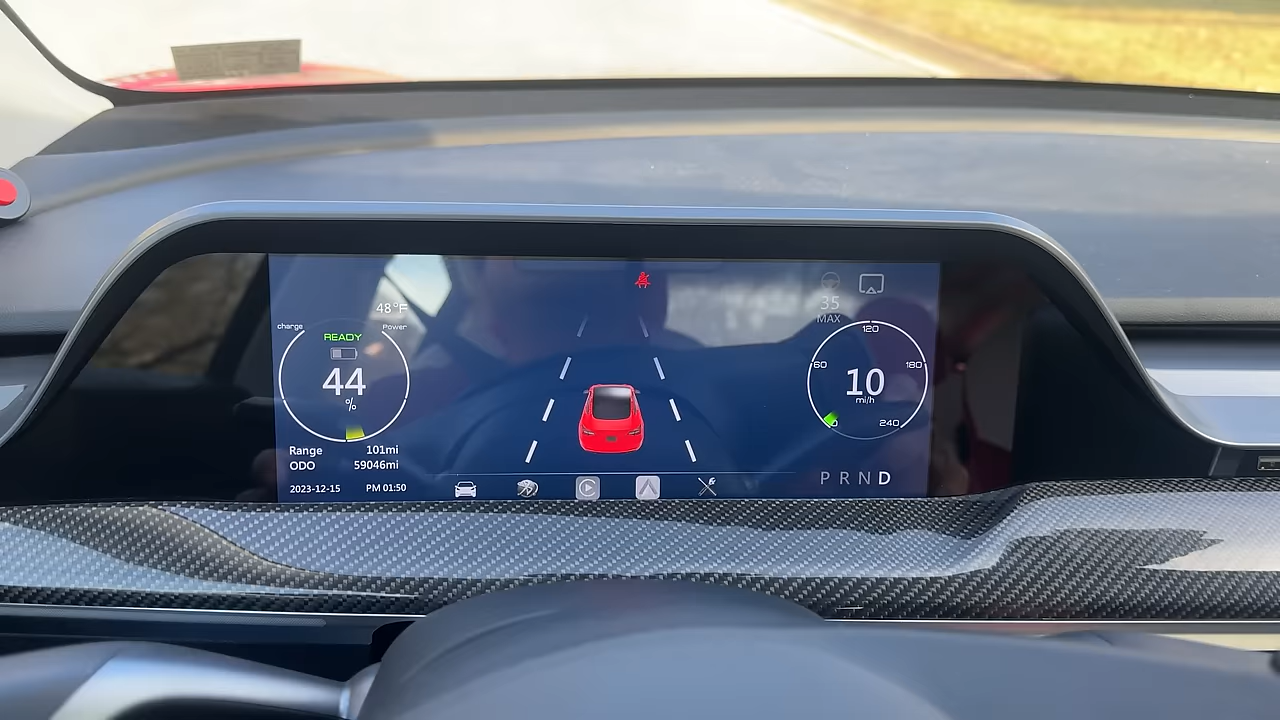 48°F
35
MAX
charge
Power
READY
44
%
120
60
180
10
mi/h
240
Range 101mi
ODO 59046mi
2023-12-15 PM 01:50
P R N D